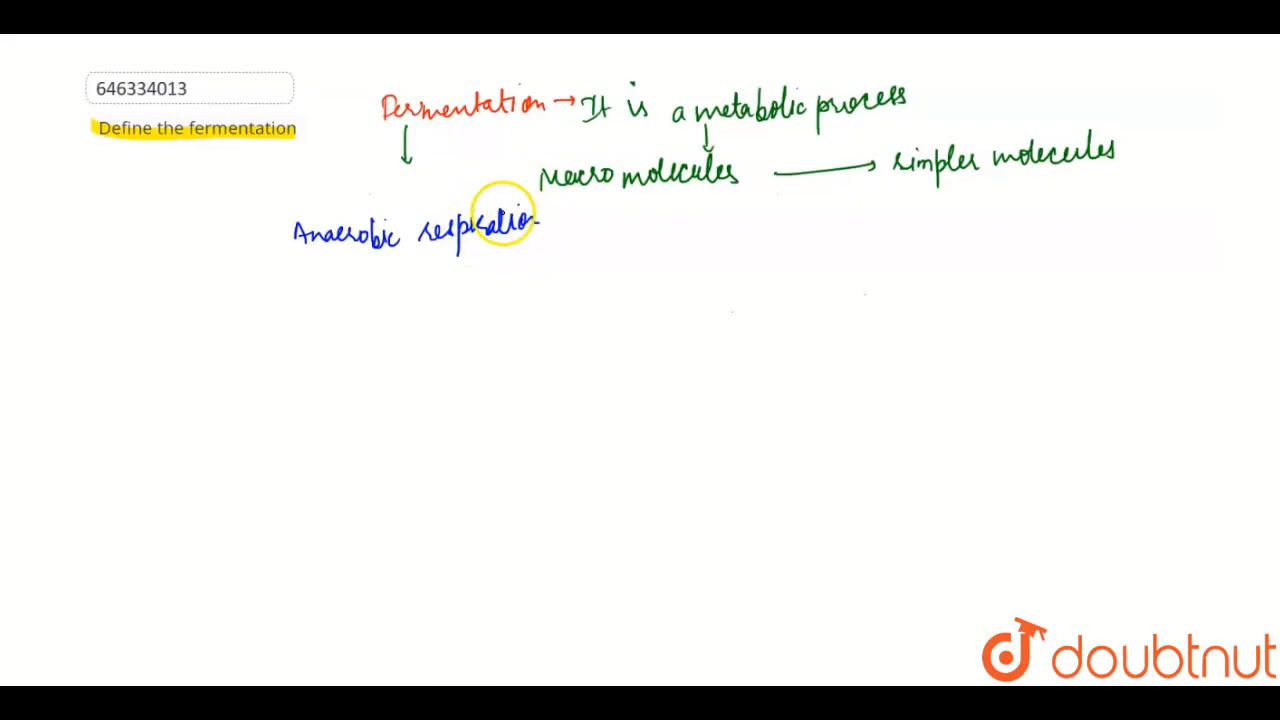 646334013
Define the fermentation
Fermentation → It is a metabolic process
Macro molecules → simpler molecules
Anaerobic respiration
doubtnut